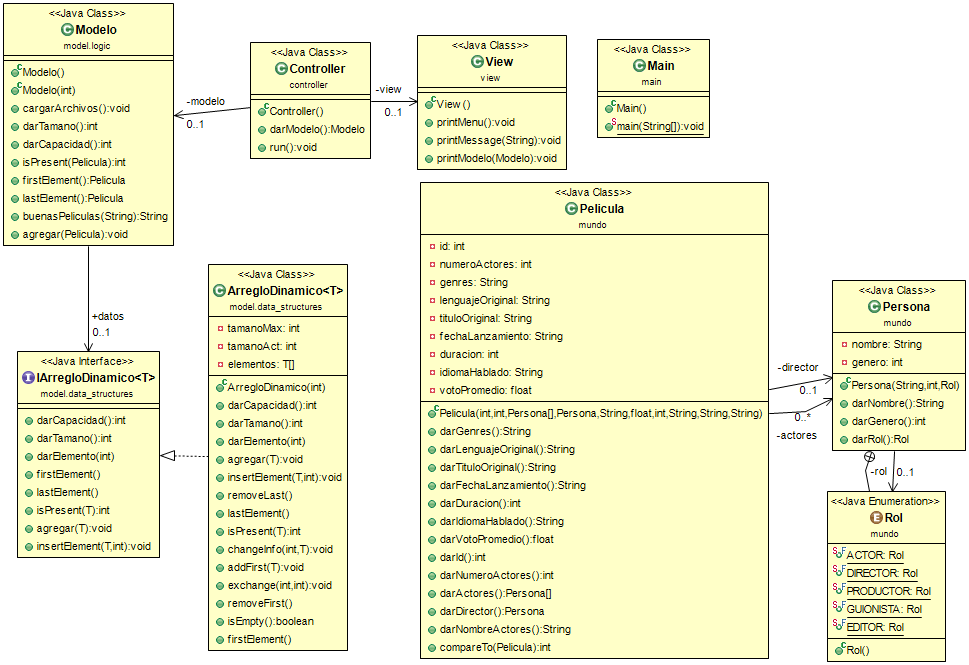 <<Java Class>>
Modelo
model.logic
Modelo()
Modelo(int)
cargarArchivos():void
darTamano():int
darCapacidad():int
isPresent(Pelicula):int
firstElement():Pelicula
lastElement():Pelicula
buenasPeliculas(String):String
agregar(Pelicula):void
-modelo
0..1
<<Java Class>>
Controller
controller
Controller()
darModelo():Modelo
run():void
-view
0..1
<<Java Class>>
View
view
View ()
printMenu():void
printMessage(String):void
printModelo(Modelo):void
<<Java Class>>
Main
main
Main()
main(String[]):void
+datos
0..1
<<Java Interface>>
IArregloDinamico<T>
model.data_structures
darCapacidad():int
darTamano():int
darElemento(int)
firstElement()
lastElement()
isPresent(T):int
agregar(T):void
insertElement(T,int):void
<<Java Class>>
ArregloDinamico<T>
model.data_structures
tamanoMax: int
tamanoAct: int
elementos: T[]
ArregloDinamico(int)
darCapacidad():int
darTamano():int
darElemento(int)
agregar(T):void
insertElement(T,int):void
removeLast()
lastElement()
isPresent(T):int
changeInfo(int,T):void
addFirst(T):void
exchange(int,int):void
removeFirst()
isEmpty():boolean
firstElement()
<<Java Class>>
Pelicula
mundo
id: int
numeroActores: int
genres: String
lenguajeOriginal: String
tituloOriginal: String
fechaLanzamiento: String
duracion: int
idiomaHablado: String
votoPromedio: float
Pelicula(int,int,Persona[],Persona,String,float,int,String,String,String)
darGenres():String
darLenguajeOriginal():String
darTituloOriginal():String
darFechaLanzamiento():String
darDuracion():int
darIdiomaHablado():String
darVotoPromedio():float
darId():int
darNumeroActores():int
darActores():Persona[]
darDirector():Persona
darNombreActores():String
compareTo(Pelicula):int
-director
0..1
0..*
-actores
<<Java Class>>
Persona
mundo
nombre: String
genero: int
Persona(String,int,Rol)
darNombre():String
darGenero():int
darRol():Rol
-rol
0..1
<<Java Enumeration>>
Rol
mundo
ACTOR: Rol
DIRECTOR: Rol
PRODUCTOR: Rol
GUIONISTA: Rol
EDITOR: Rol
Rol()